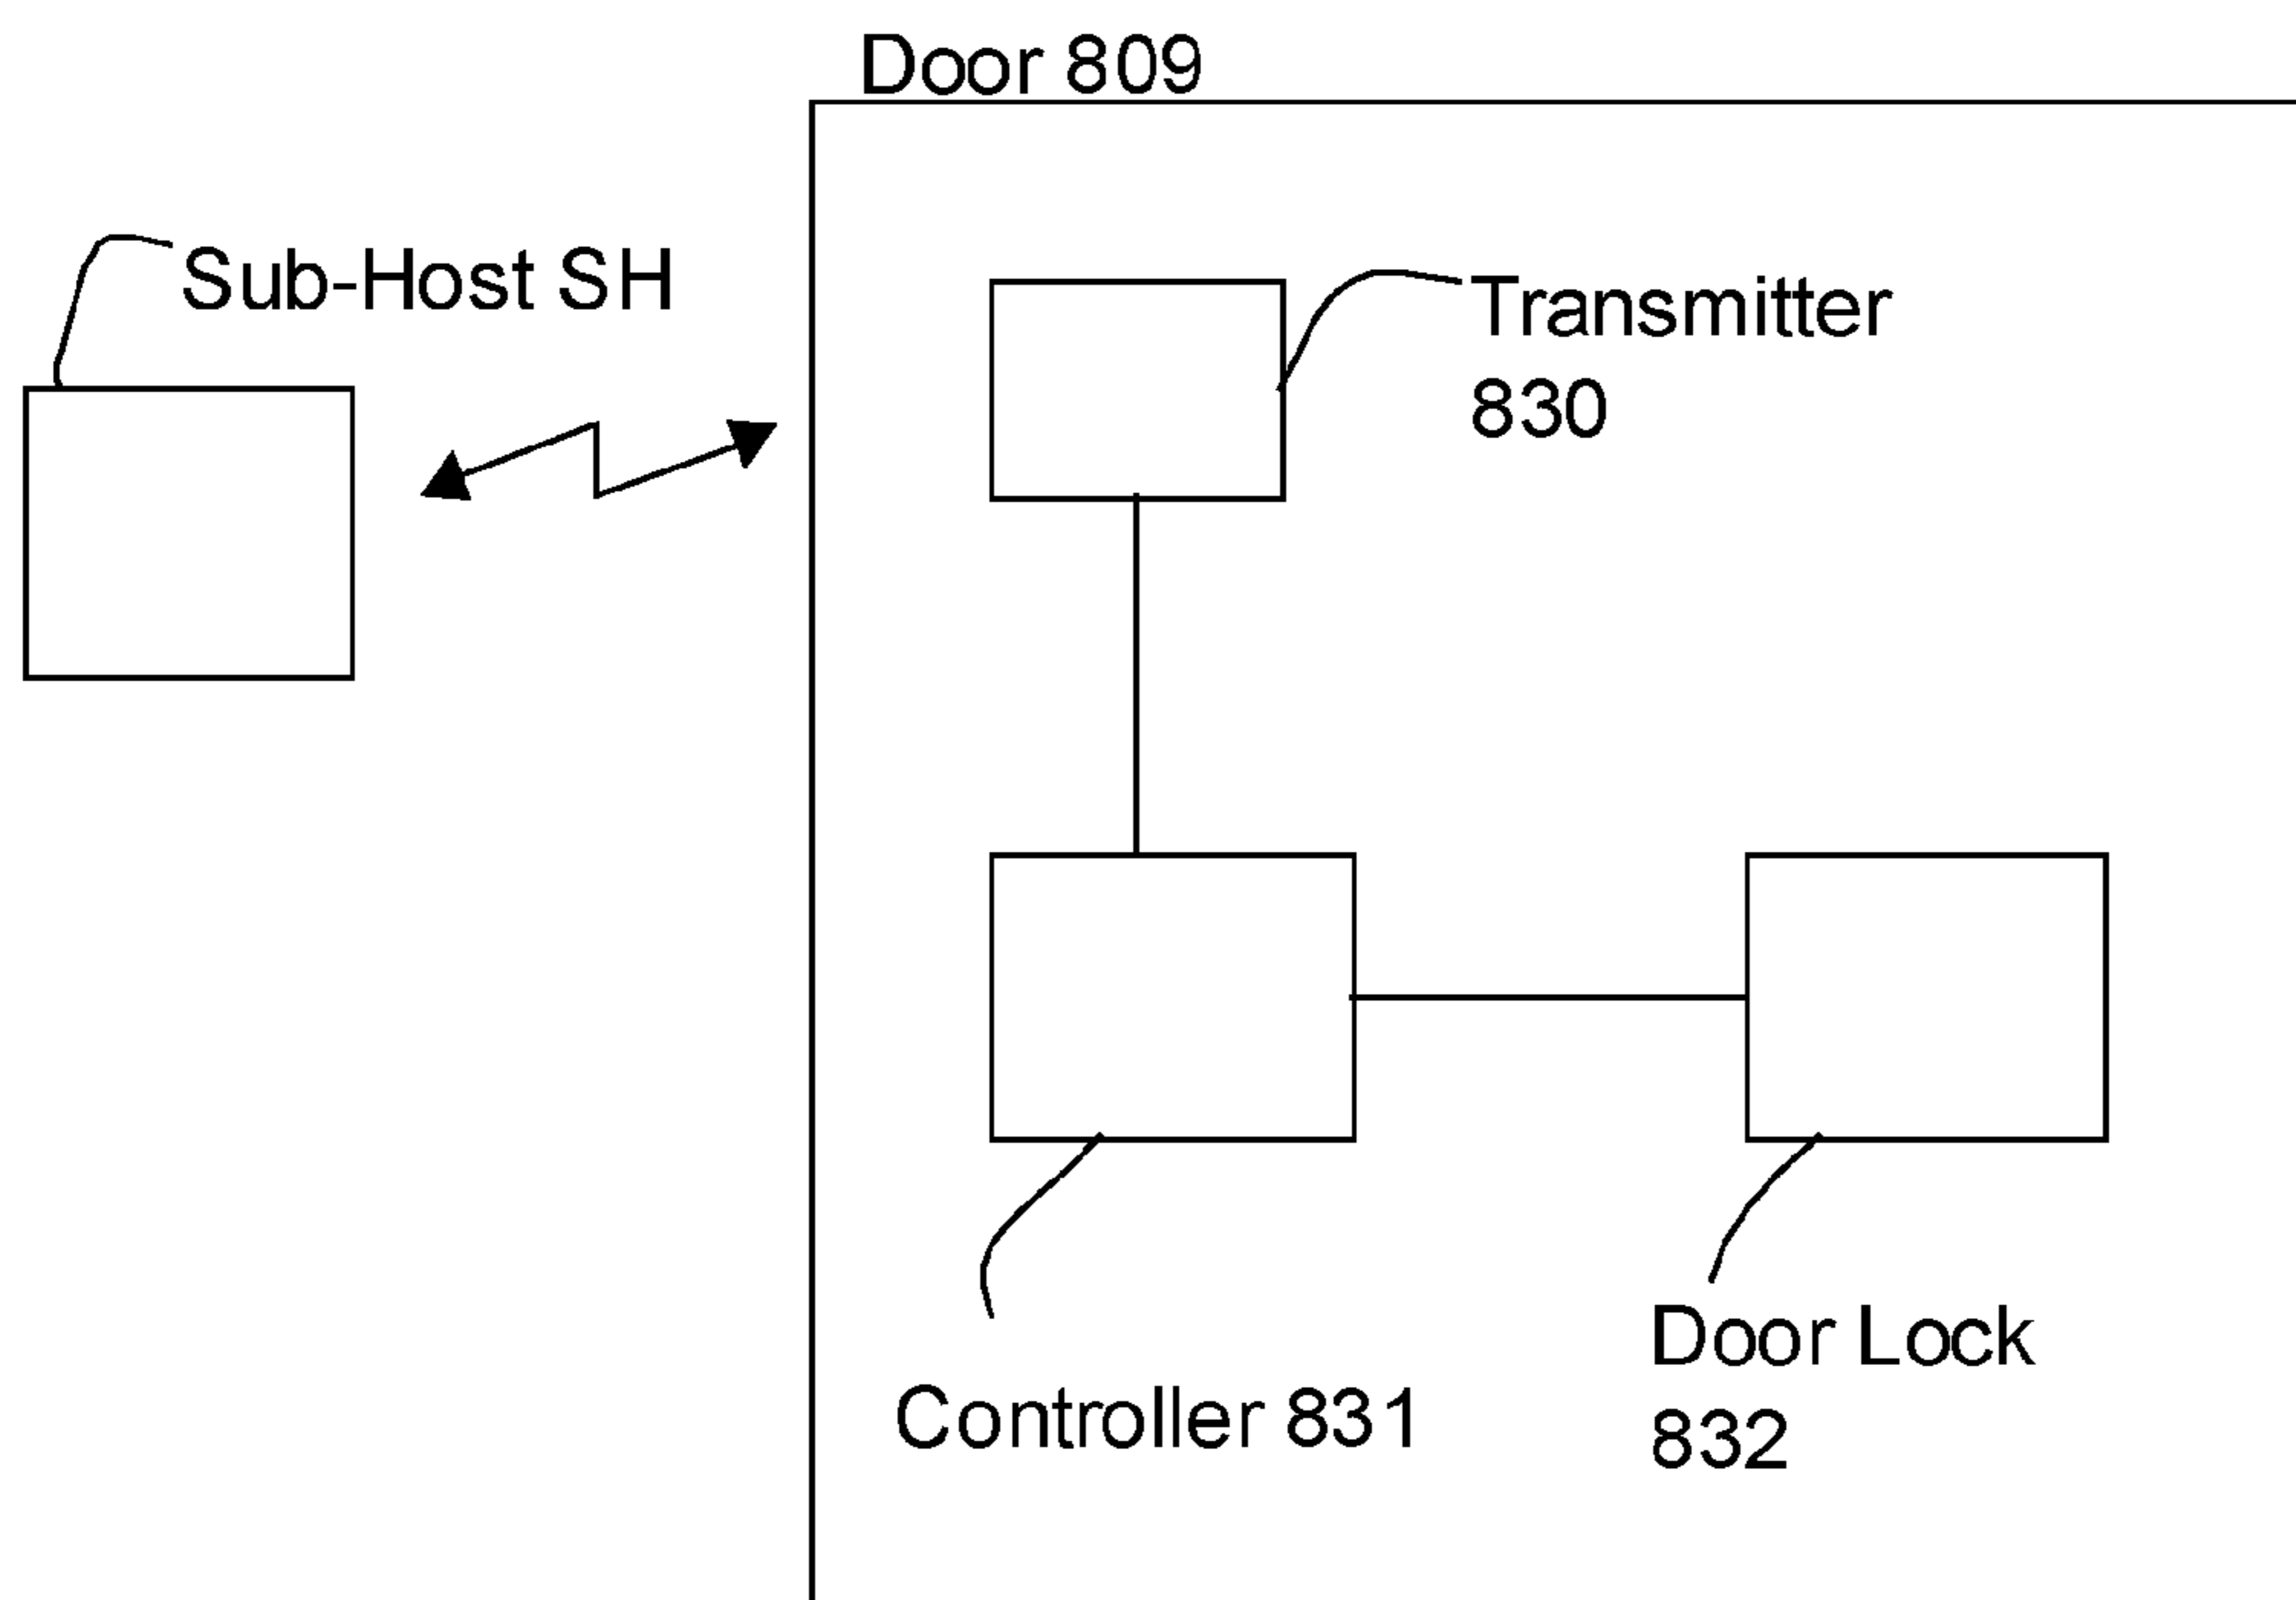 Door 809
Sub-Host SH
Transmitter
830
Controller 831
Door Lock
832